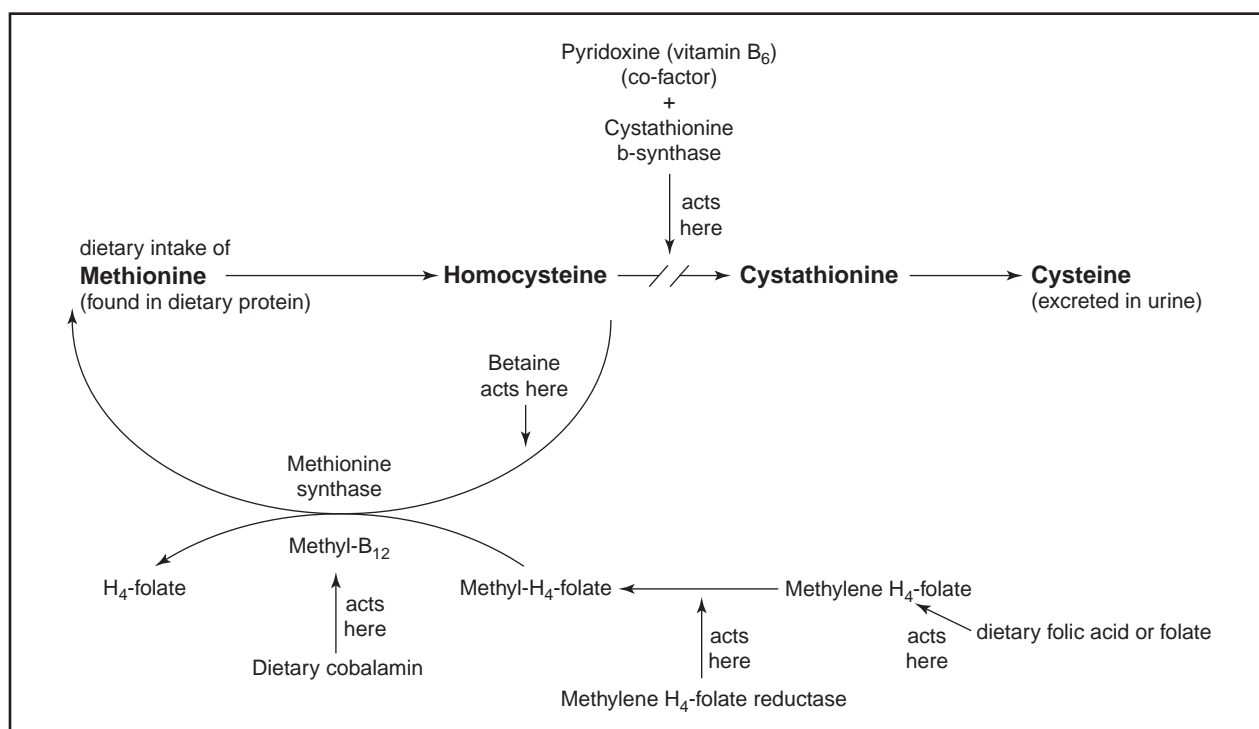 Pyridoxine (vitamin B₆)
(co-factor)
+
Cystathionine
b-synthase
acts
here
dietary intake of
Methionine
(found in dietary protein)
Homocysteine
Cystathionine
Cysteine
(excreted in urine)
Betaine
acts here
Methionine
synthase
Methyl-B₁₂
H₄-folate
acts
here
Dietary cobalamin
Methyl-H₄-folate
Methylene H₄-folate
acts
here
Methylene H₄-folate reductase
acts
here
dietary folic acid or folate